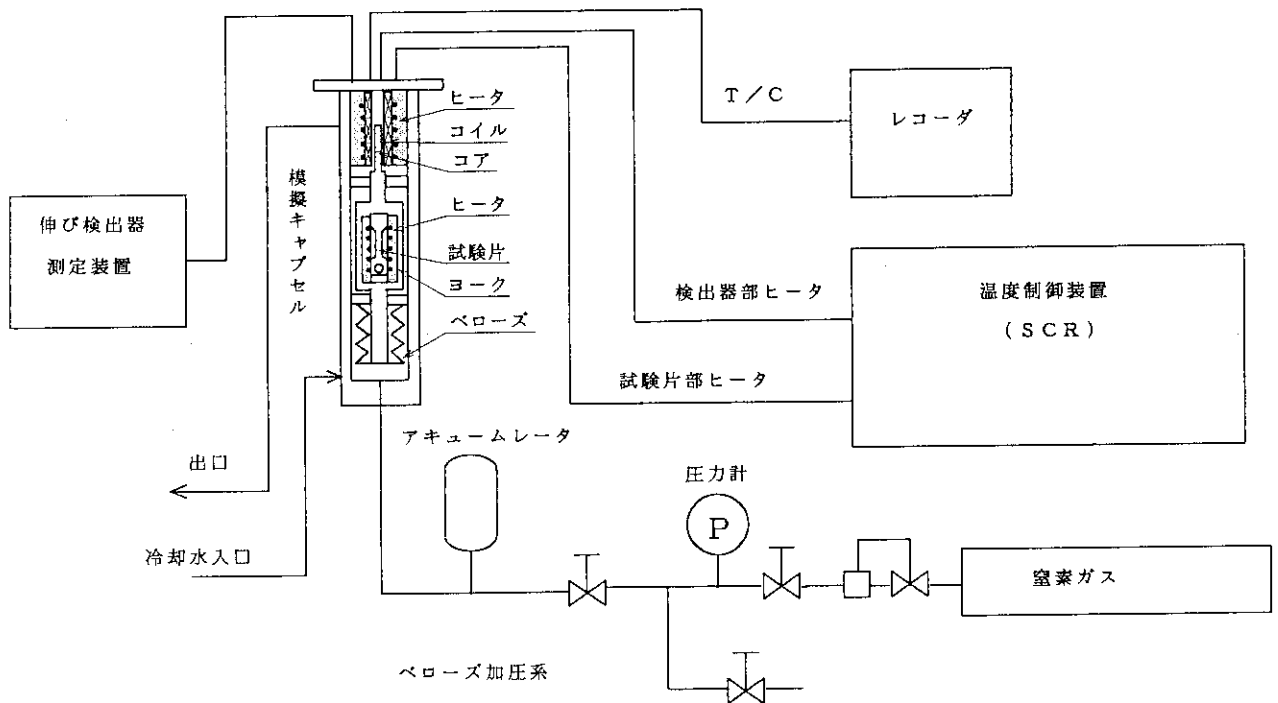 T/C
レコーダ
ヒータ
コイル
コア
模擬キャプセル
ヒータ
試験片
ヨーク
ベローズ
伸び検出器
測定装置
検出器部ヒータ
温度制御装置
(SCR)
試験片部ヒータ
アキュームレータ
出口
圧力計
P
冷却水入口
窒素ガス
ベローズ加圧系